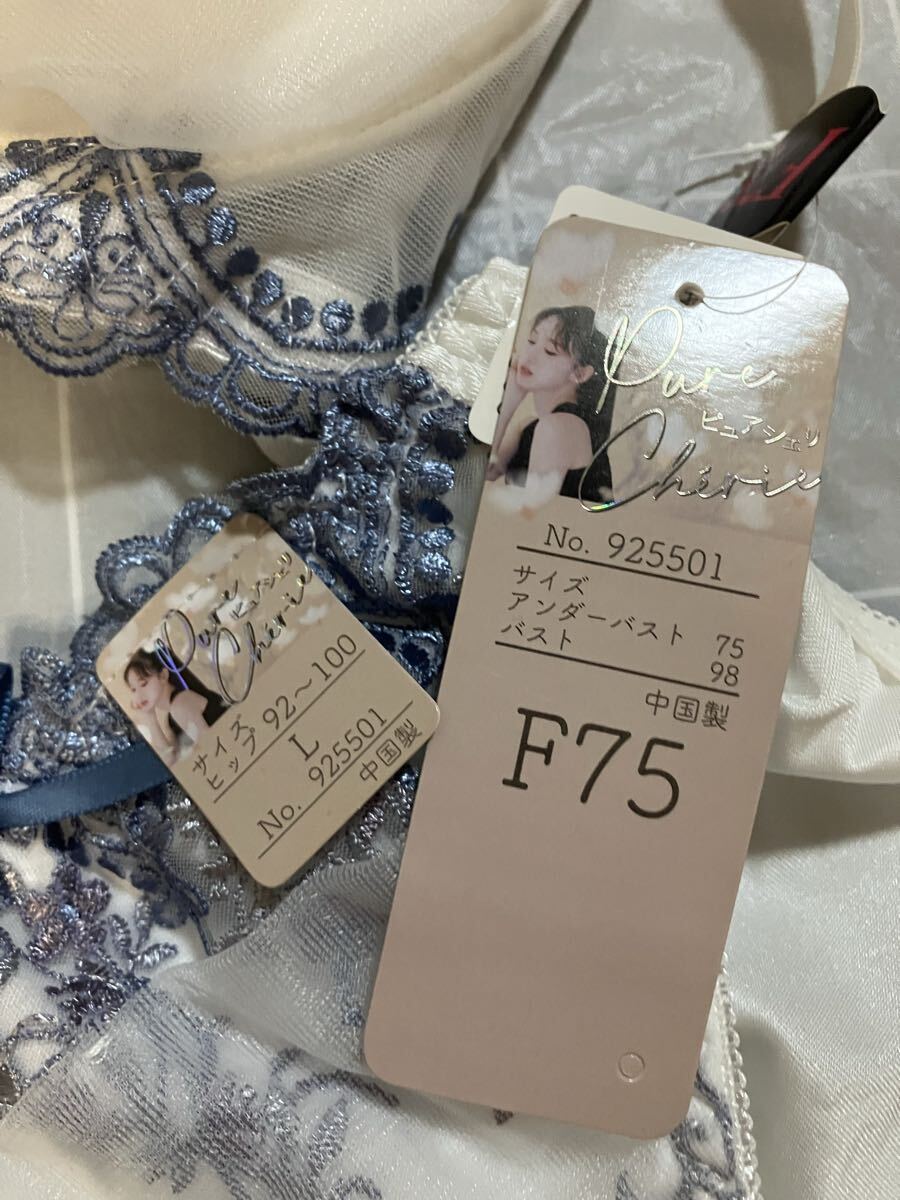 Pure
ピュアシェリ
Chérie
No. 925501
サイズ
アンダーバスト 75
バスト 98
中国製
F75
Pure
ピュアシェリ
Chérie
サイズ
ヒップ 92～100
L
No. 925501
中国製